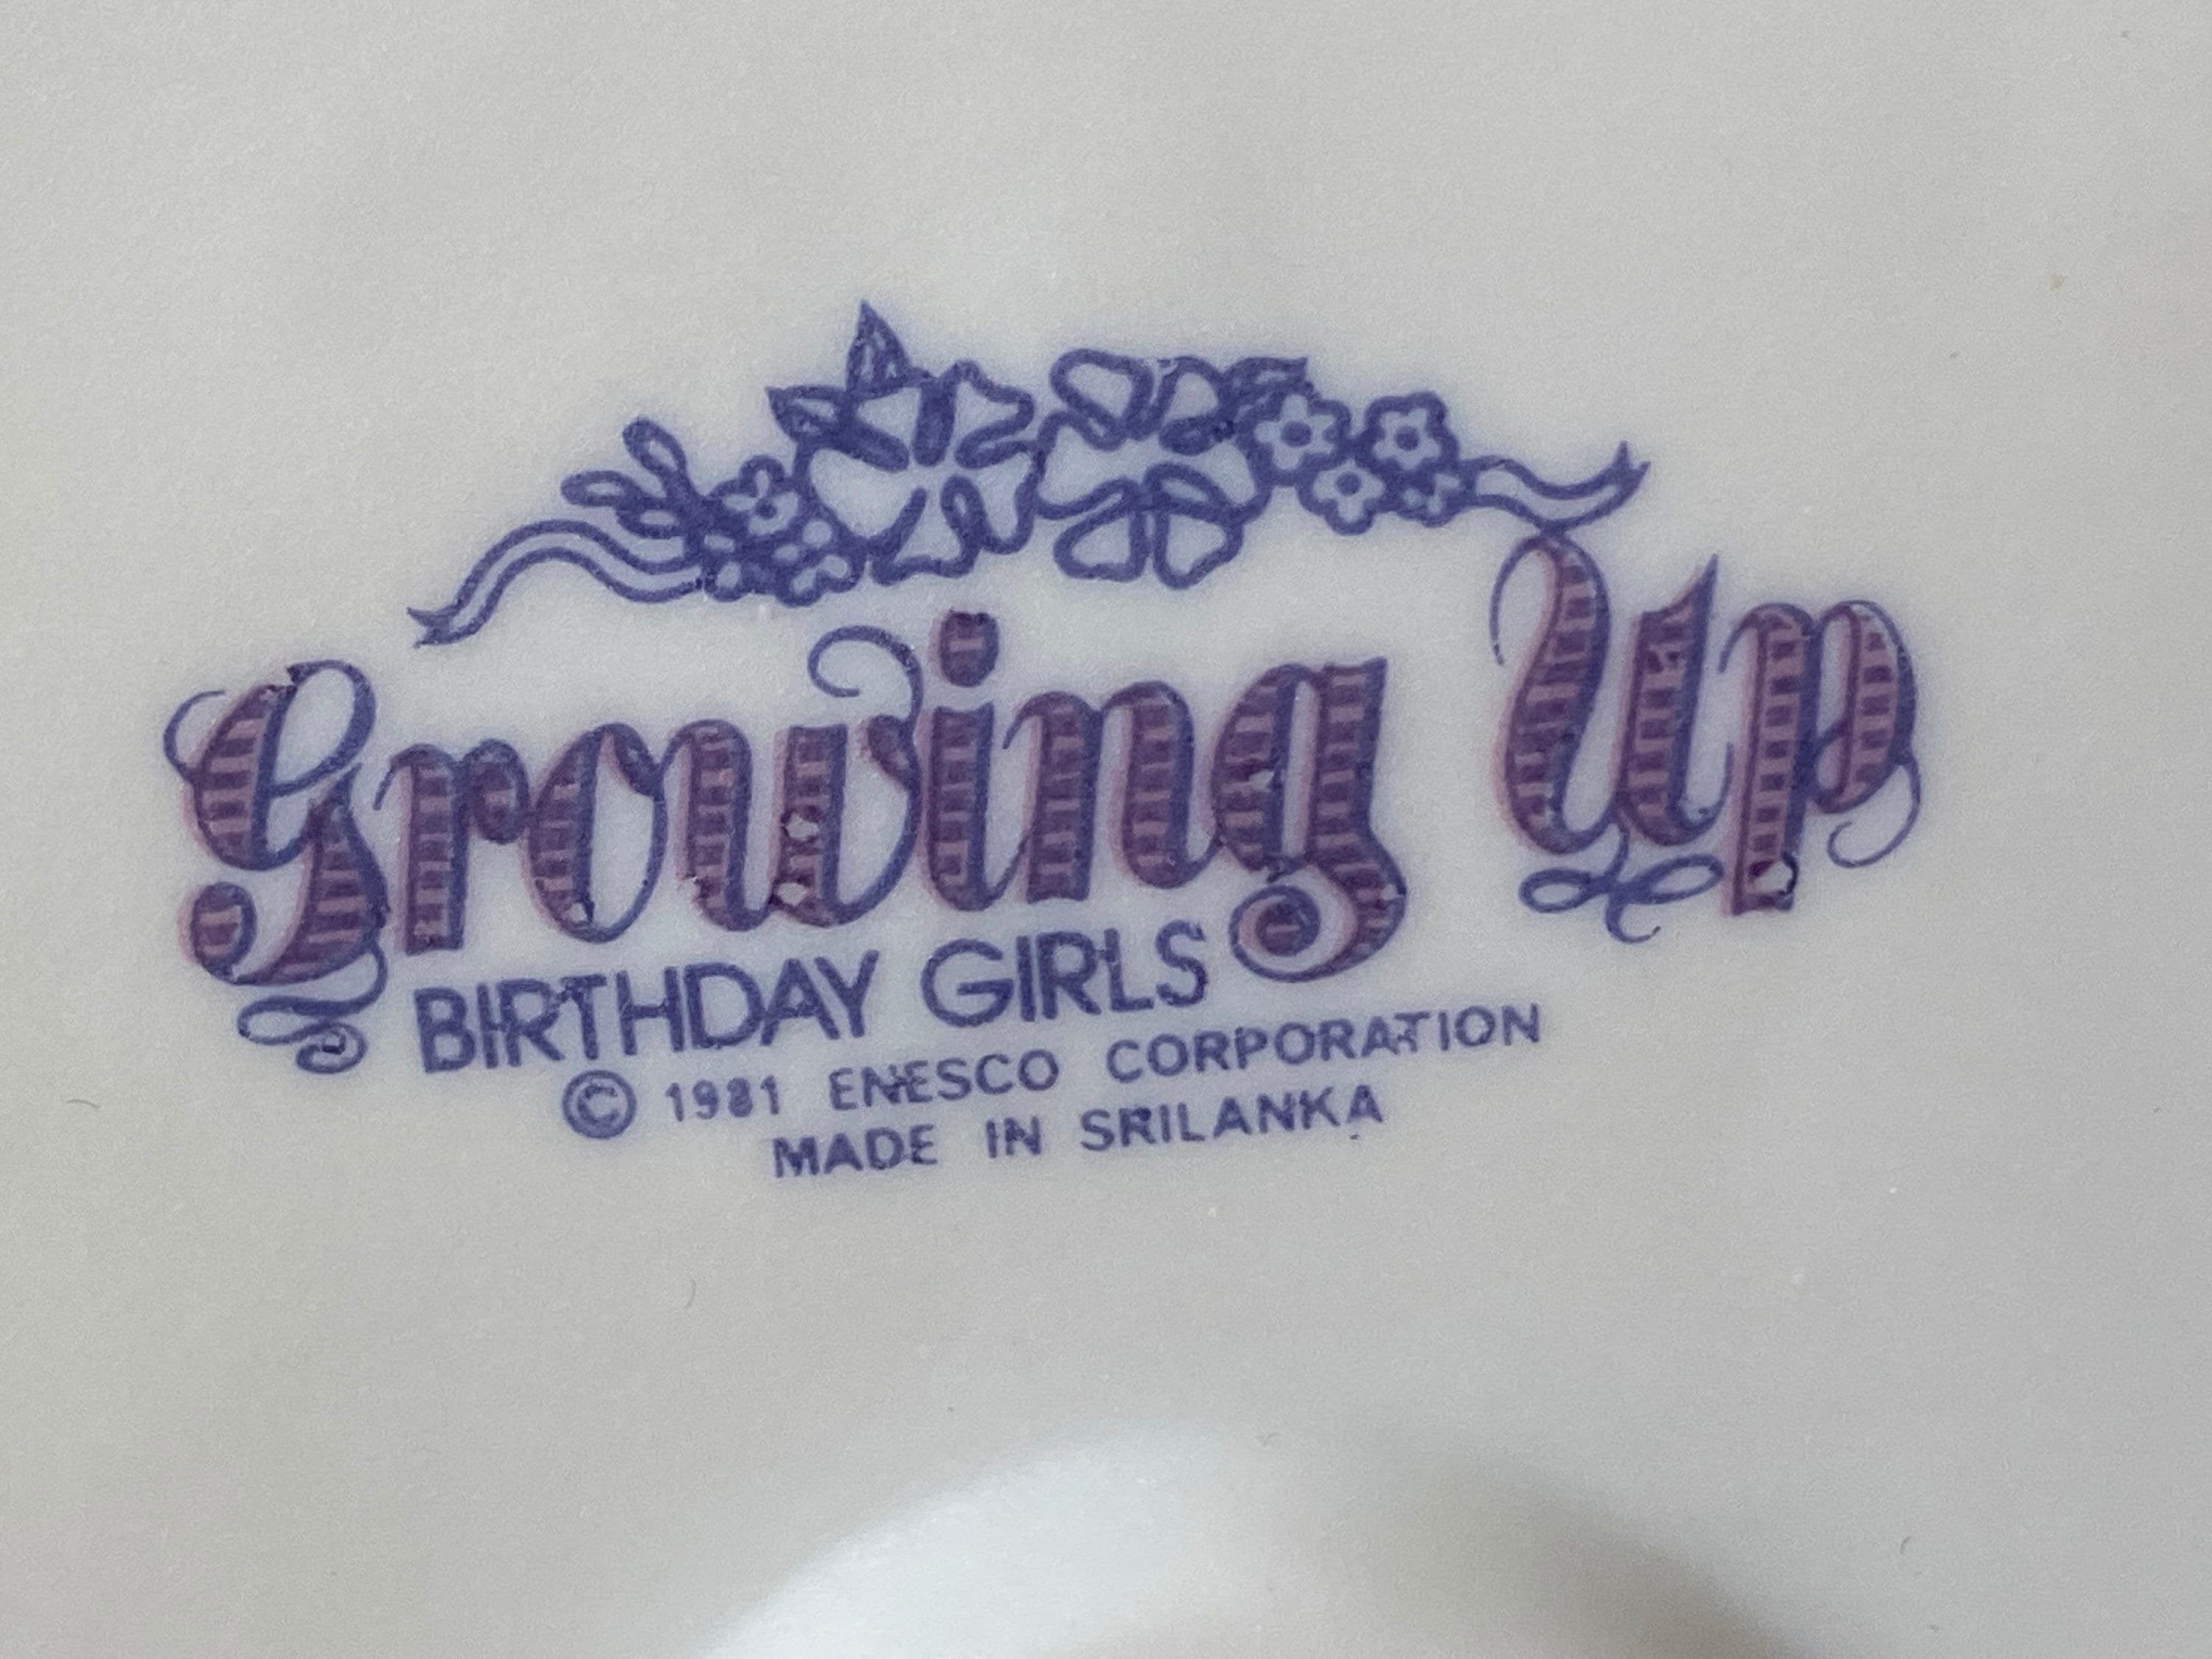 Growing Up
BIRTHDAY GIRLS
© 1981 ENESCO CORPORATION
MADE IN SRILANKA